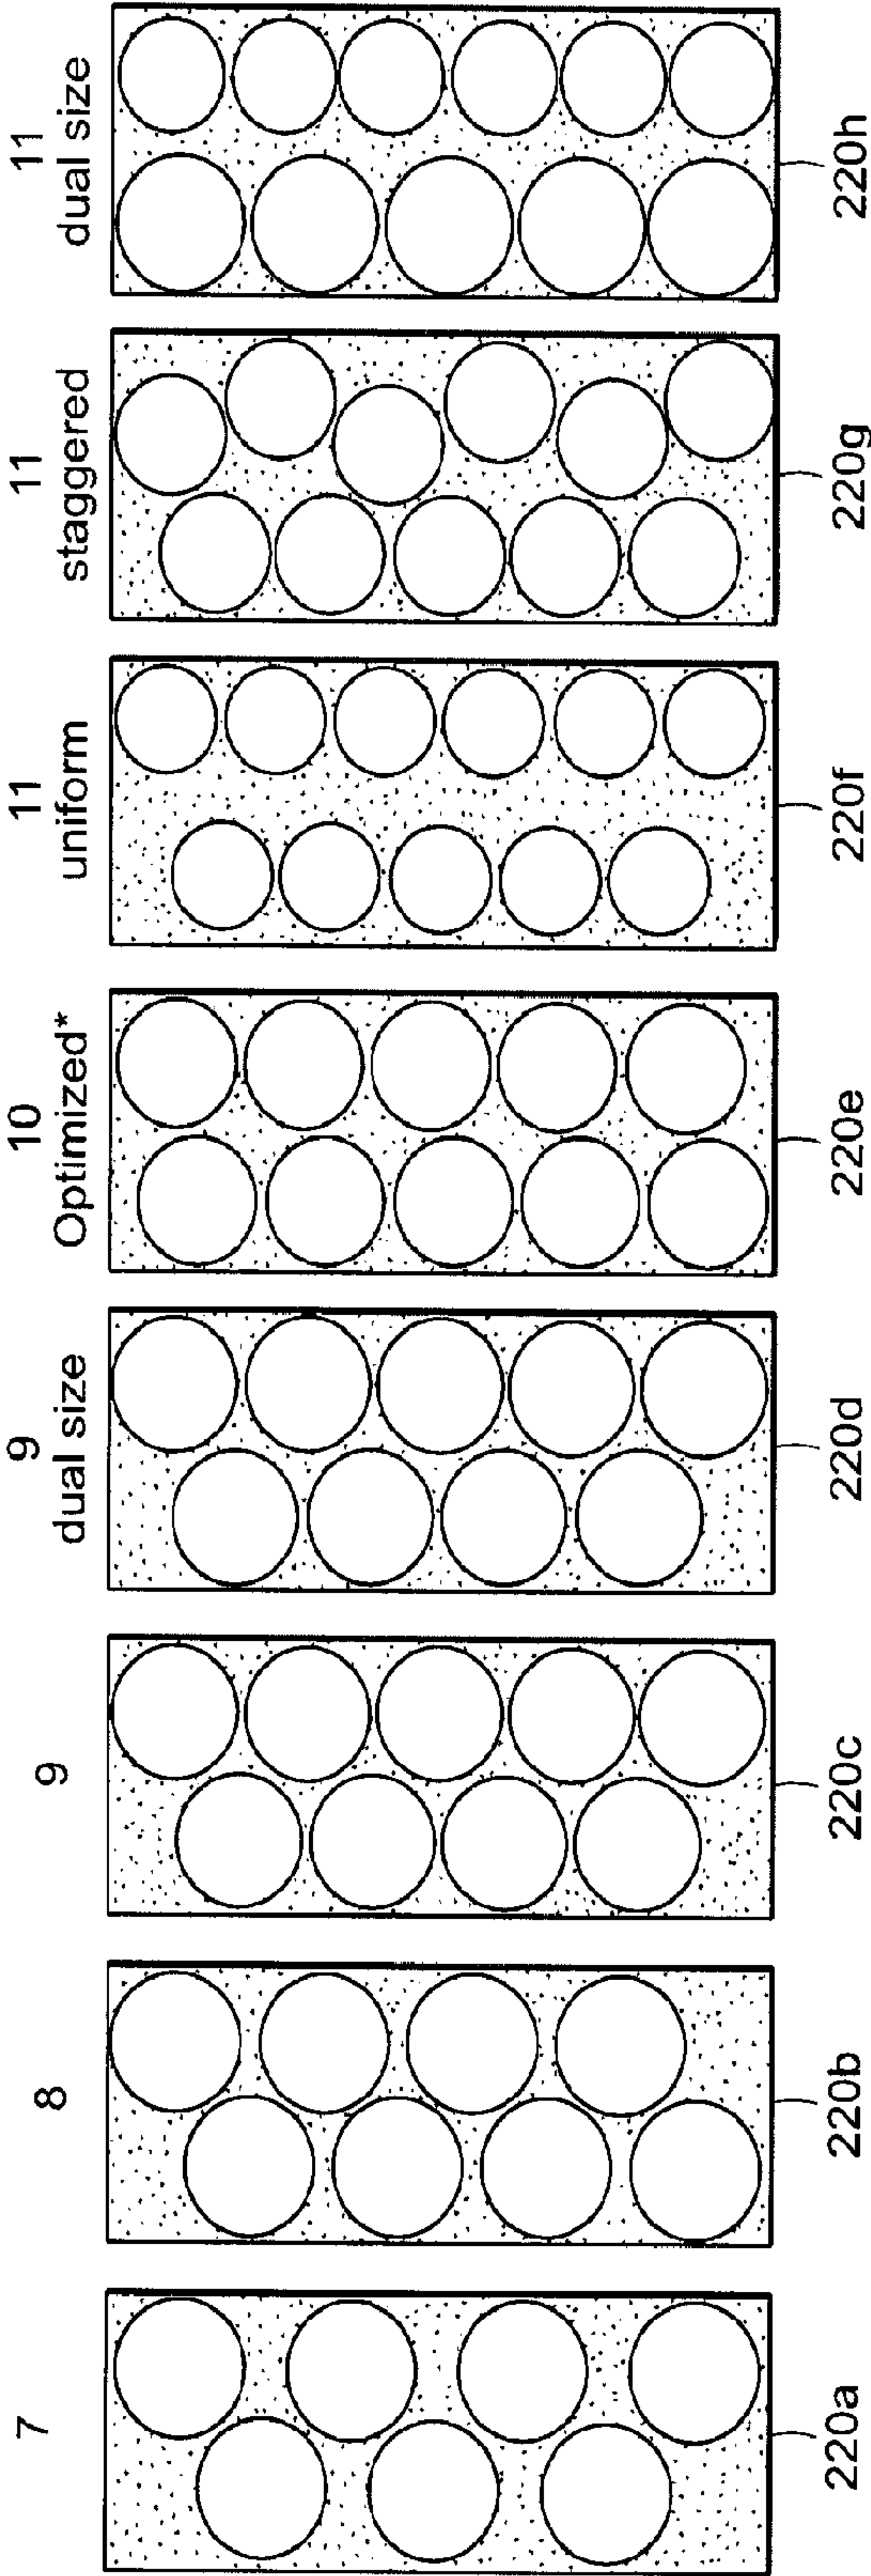 7
220a
8
220b
9
220c
9
dual size
220d
10
Optimized*
220e
11
uniform
220f
11
staggered
220g
11
dual size
220h